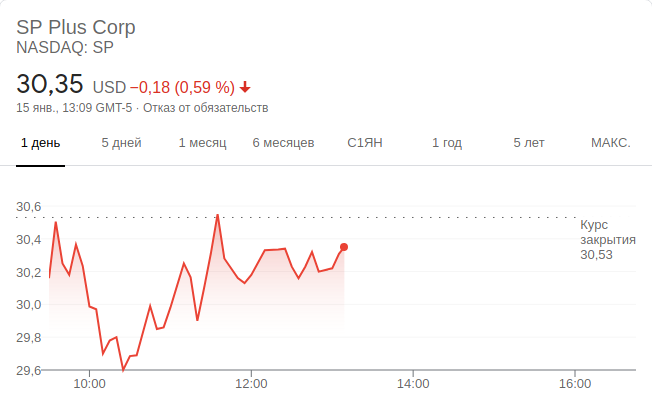 SP Plus Corp
NASDAQ: SP
30,35 USD −0,18 (0,59 %)
15 янв., 13:09 GMT-5 · Отказ от обязательств
1 день 5 дней 1 месяц 6 месяцев С1ЯН 1 год 5 лет МАКС.
30,6
30,4
30,2
30,0
29,8
29,6
Курс
закрытия
30,53
10:00 12:00 14:00 16:00